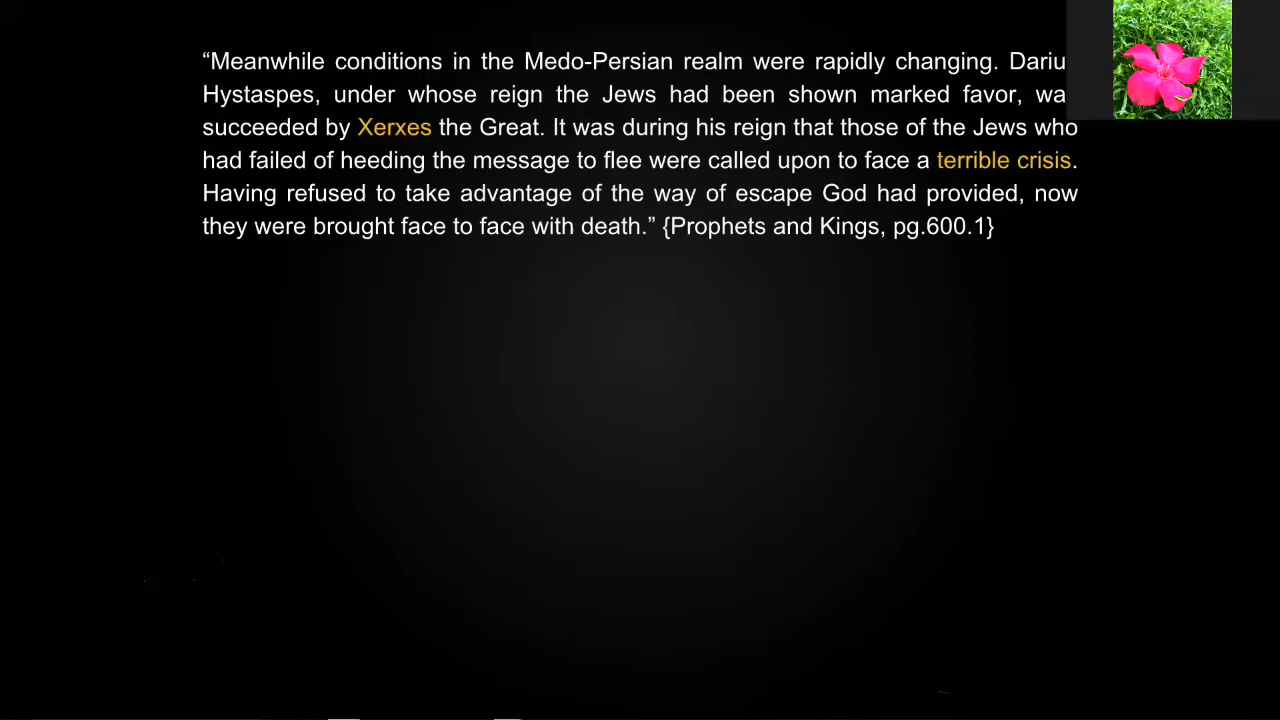 “Meanwhile conditions in the Medo-Persian realm were rapidly changing. Dariu
Hystaspes, under whose reign the Jews had been shown marked favor, wa
succeeded by Xerxes the Great. It was during his reign that those of the Jews who
had failed of heeding the message to flee were called upon to face a terrible crisis.
Having refused to take advantage of the way of escape God had provided, now
they were brought face to face with death.” {Prophets and Kings, pg.600.1}